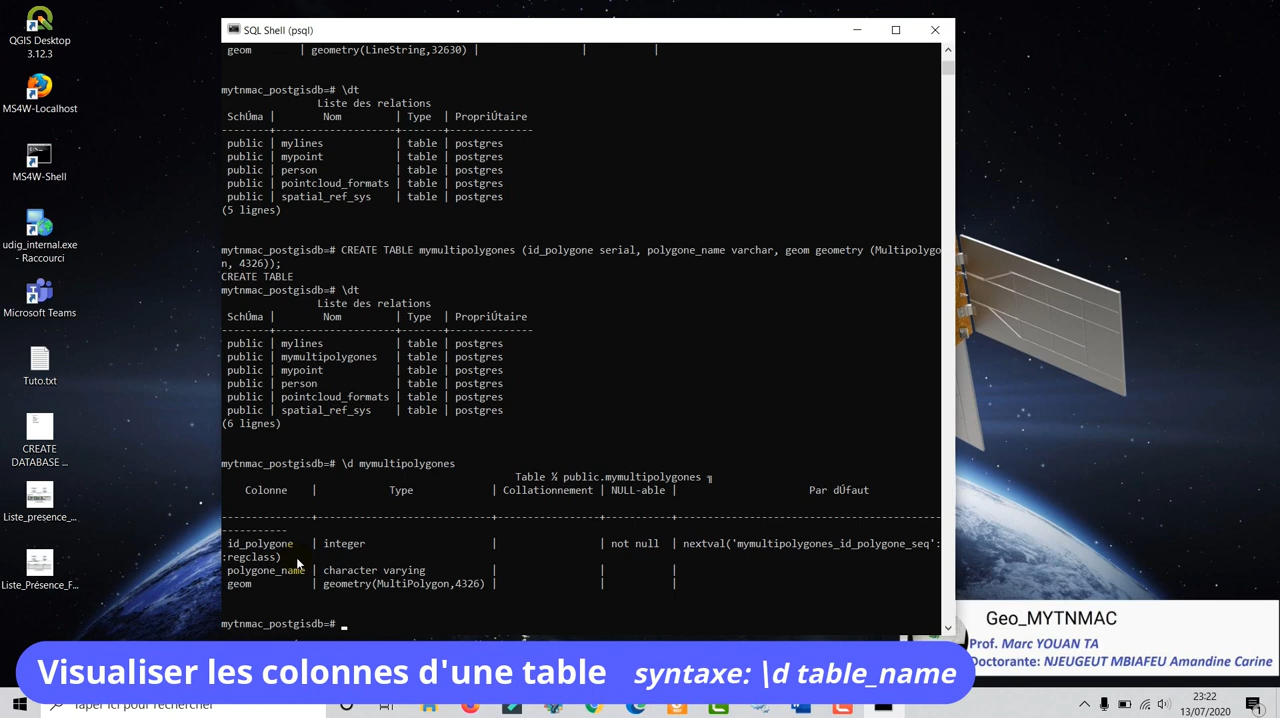 QGIS Desktop
3.12.3
MS4W-Localhost
MS4W-Shell
udig_internal.exe
- Raccourci
Microsoft Teams
Tuto.txt
CREATE
DATABASE ...
Liste_presence_...
Liste_Présence_F...
SQL Shell (psql)
geom | geometry(LineString,32630) | | |
mytnmac_postgisdb=# \dt
Liste des relations
SchÚma | Nom | Type | PropriÚtaire
--------+--------------------+-------+--------------
public | mylines | table | postgres
public | mypoint | table | postgres
public | person | table | postgres
public | pointcloud_formats | table | postgres
public | spatial_ref_sys | table | postgres
(5 lignes)
mytnmac_postgisdb=# CREATE TABLE mymultipolygones (id_polygone serial, polygone_name varchar, geom geometry (Multipolygo
n, 4326));
CREATE TABLE
mytnmac_postgisdb=# \dt
Liste des relations
SchÚma | Nom | Type | PropriÚtaire
--------+--------------------+-------+--------------
public | mylines | table | postgres
public | mymultipolygones | table | postgres
public | mypoint | table | postgres
public | person | table | postgres
public | pointcloud_formats | table | postgres
public | spatial_ref_sys | table | postgres
(6 lignes)
mytnmac_postgisdb=# \d mymultipolygones
Table ½ public.mymultipolygones ╗
Colonne | Type | Collationnement | NULL-able | Par dÚfaut
---------------+-----------------------------+-----------------+-----------+--------------------------------------------
-----------
id_polygone | integer | | not null | nextval('mymultipolygones_id_polygone_seq':
:regclass)
polygone_name | character varying | | |
geom | geometry(MultiPolygon,4326) | | |
mytnmac_postgisdb=#
Geo_MYTNMAC
Prof. Marc YOUAN TA
Doctorante: NJEUGEUT MBIAFEU Amandine Carine
Visualiser les colonnes d'une table syntaxe: \d table_name
Taper ici pour rechercher
23:22
13/07/2020